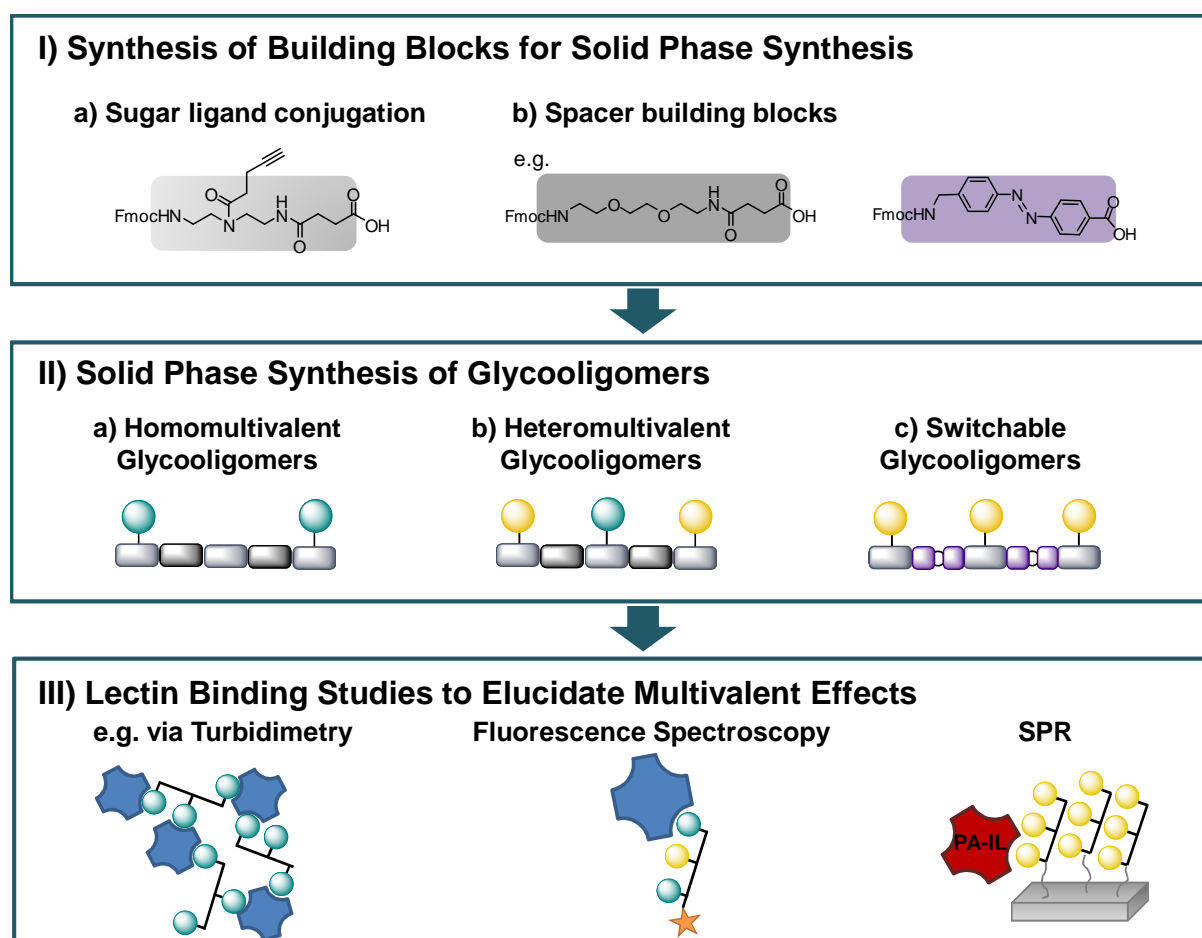 I) Synthesis of Building Blocks for Solid Phase Synthesis
a) Sugar ligand conjugation
b) Spacer building blocks
e.g.
FmocHN
N
O
H
N
O
O
OH
FmocHN
O
O
H
N
O
O
OH
FmocHN
N
N
O
OH
II) Solid Phase Synthesis of Glycooligomers
a) Homomultivalent
Glycooligomers
b) Heteromultivalent
Glycooligomers
c) Switchable
Glycooligomers
III) Lectin Binding Studies to Elucidate Multivalent Effects
e.g. via Turbidimetry
Fluorescence Spectroscopy
SPR
PA-IL